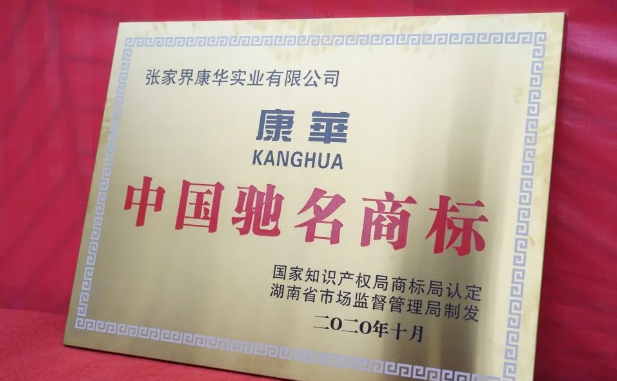 张家界康华实业有限公司
康華
KANGHUA
中国驰名商标
国家知识产权局商标局认定
湖南省市场监督管理局制发
二〇二〇年十月